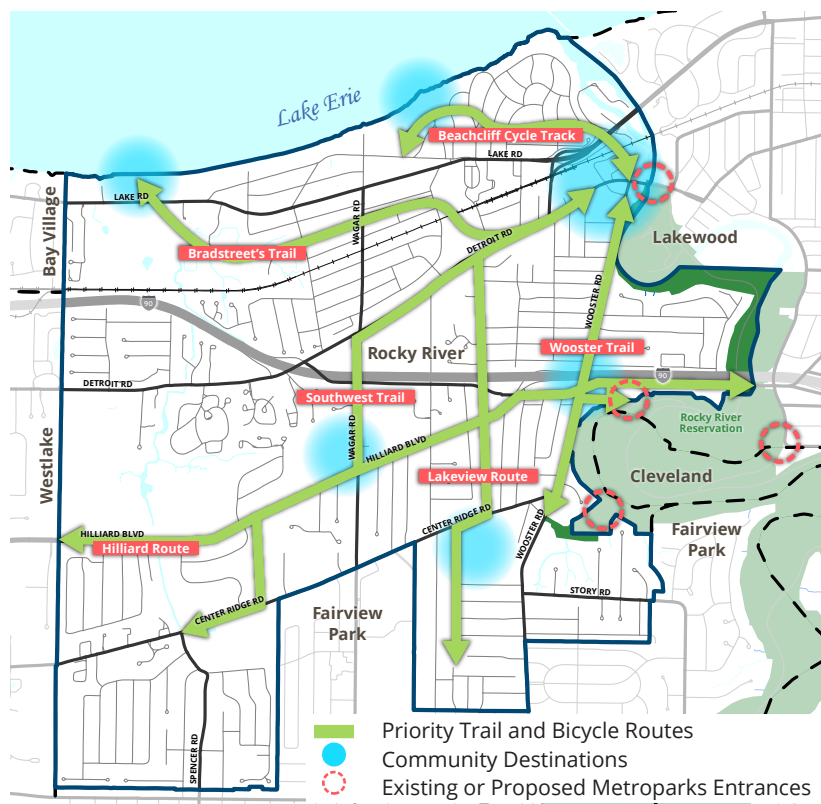 Lake Erie
Beachcliff Cycle Track
LAKE RD
LAKE RD
Bay Village
WAGAR RD
Lakewood
DETROIT RD
Bradstreet's Trail
WOOSTER RD
90
Rocky River
Wooster Trail
90
DETROIT RD
Southwest Trail
Rocky River
Reservation
WAGAR RD
HILLIARD BLVD
Westlake
Lakeview Route
Cleveland
CENTER RIDGE RD
WOOSTER RD
Fairview
Park
HILLIARD BLVD
Hilliard Route
STORY RD
CENTER RIDGE RD
Fairview
Park
SPENCER RD
Priority Trail and Bicycle Routes
Community Destinations
Existing or Proposed Metroparks Entrances